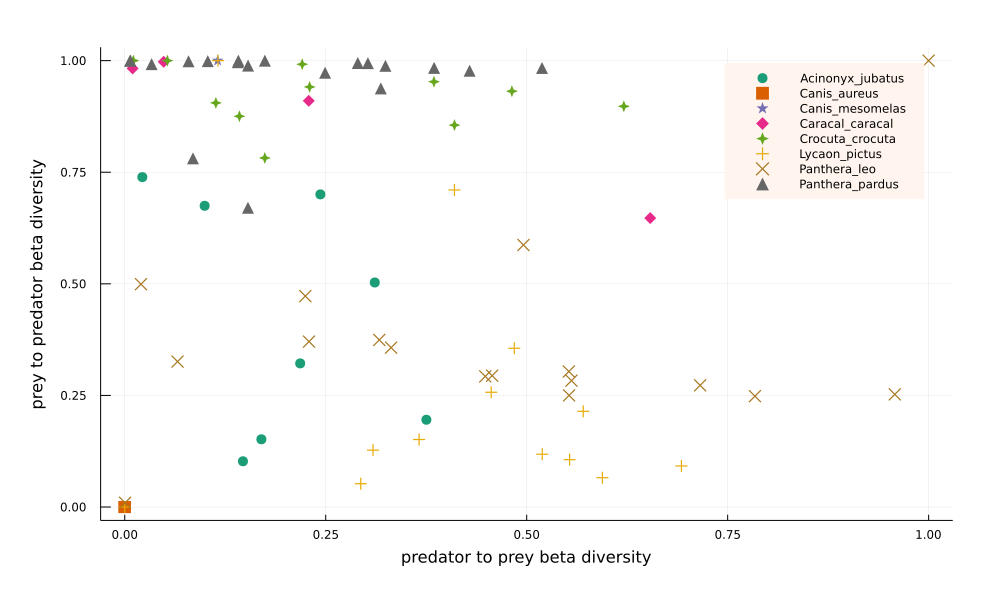 1.00
0.75
0.50
0.25
0.00
prey to predator beta diversity
Acinonyx_jubatus
Canis_aureus
Canis_mesomelas
Caracal_caracal
Crocuta_crocuta
Lycaon_pictus
Panthera_leo
Panthera_pardus
0.00 0.25 0.50 0.75 1.00
predator to prey beta diversity